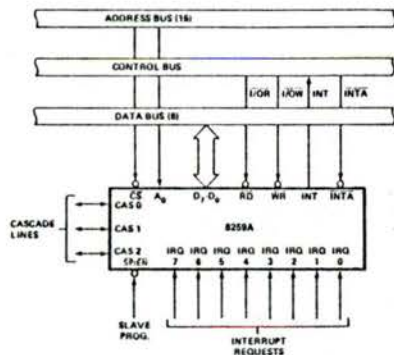 ADDRESS BUS (16)
CONTROL BUS
I/OR I/OW INT INTA
DATA BUS (8)
CS A0 D7-D0 RD WR INT INTA
CAS 0
CASCADE LINES
CAS 1
8259A
CAS 2
SP/EN
IRQ IRQ IRQ IRQ IRQ IRQ IRQ IRQ
7 6 5 4 3 2 1 0
SLAVE PROG.
INTERRUPT REQUESTS